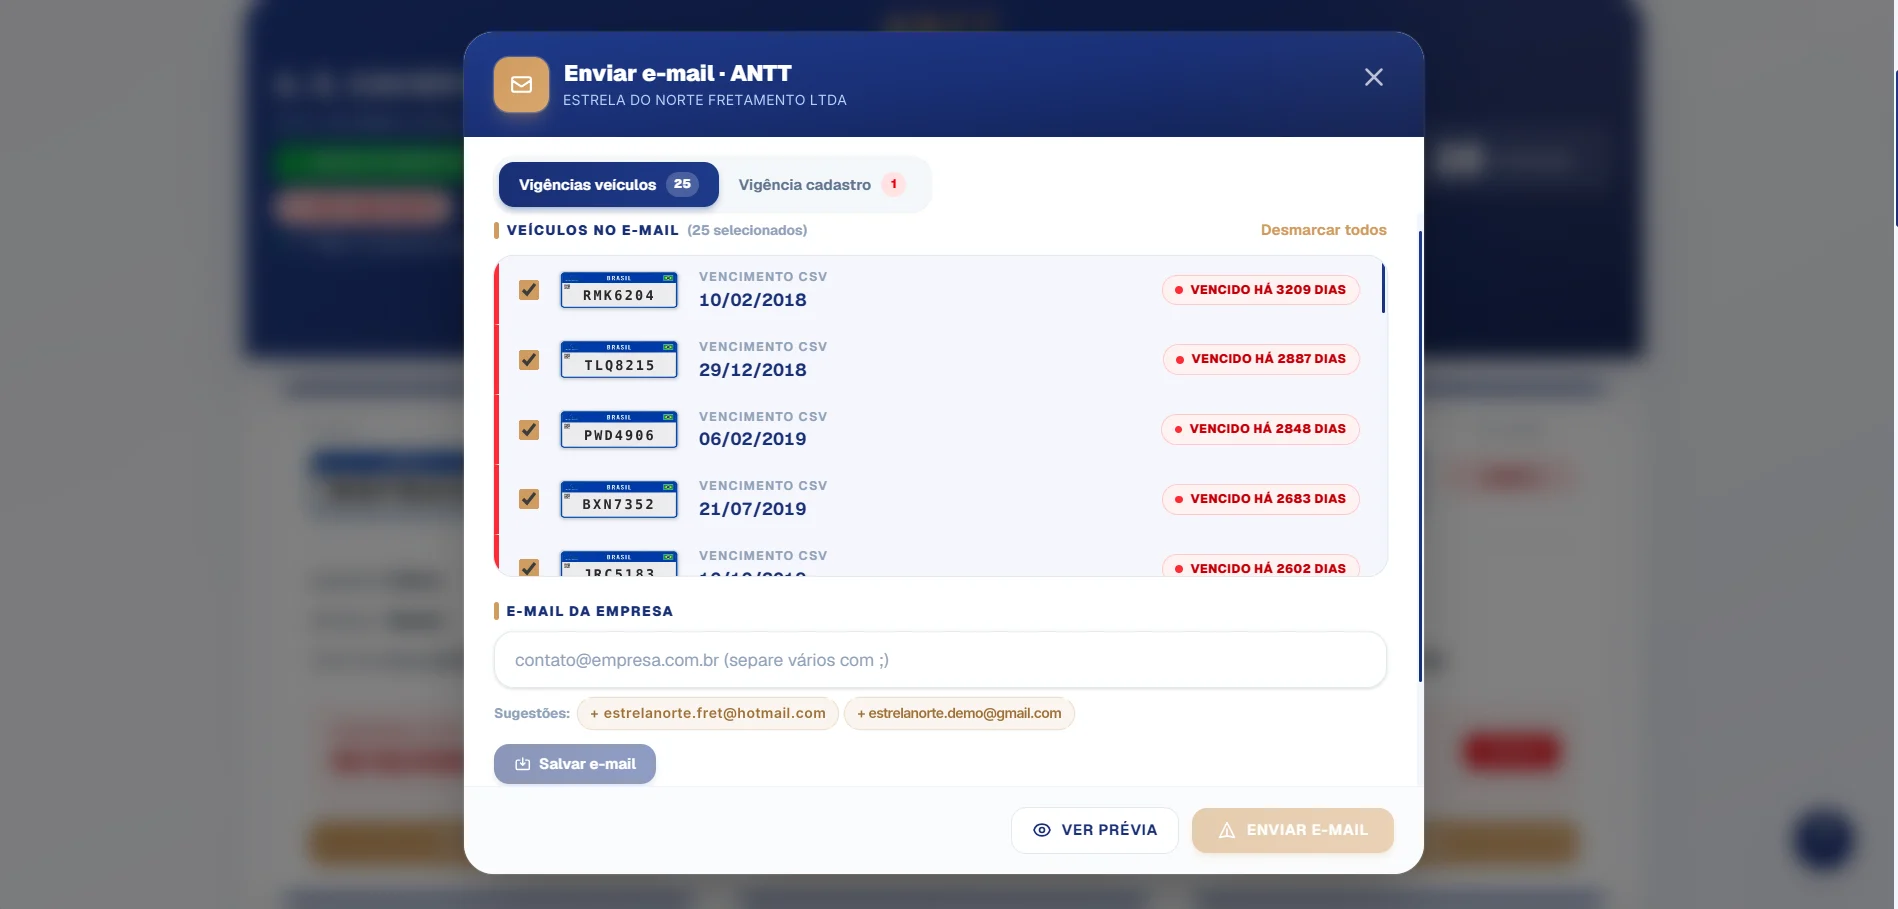 Enviar e-mail · ANTT
ESTRELA DO NORTE FRETAMENTO LTDA
Vigências veículos 25
Vigência cadastro 1
VEÍCULOS NO E-MAIL (25 selecionados)
Desmarcar todos
BRASIL
RMK6204
VENCIMENTO CSV
10/02/2018
VENCIDO HÁ 3209 DIAS
BRASIL
TLQ8215
VENCIMENTO CSV
29/12/2018
VENCIDO HÁ 2887 DIAS
BRASIL
PWD4906
VENCIMENTO CSV
06/02/2019
VENCIDO HÁ 2848 DIAS
BRASIL
BXN7352
VENCIMENTO CSV
21/07/2019
VENCIDO HÁ 2683 DIAS
BRASIL
JRC5183
VENCIMENTO CSV
VENCIDO HÁ 2602 DIAS
E-MAIL DA EMPRESA
contato@empresa.com.br (separe vários com ;)
Sugestões: + estrelanorte.fret@hotmail.com + estrelanorte.demo@gmail.com
Salvar e-mail
VER PRÉVIA
ENVIAR E-MAIL